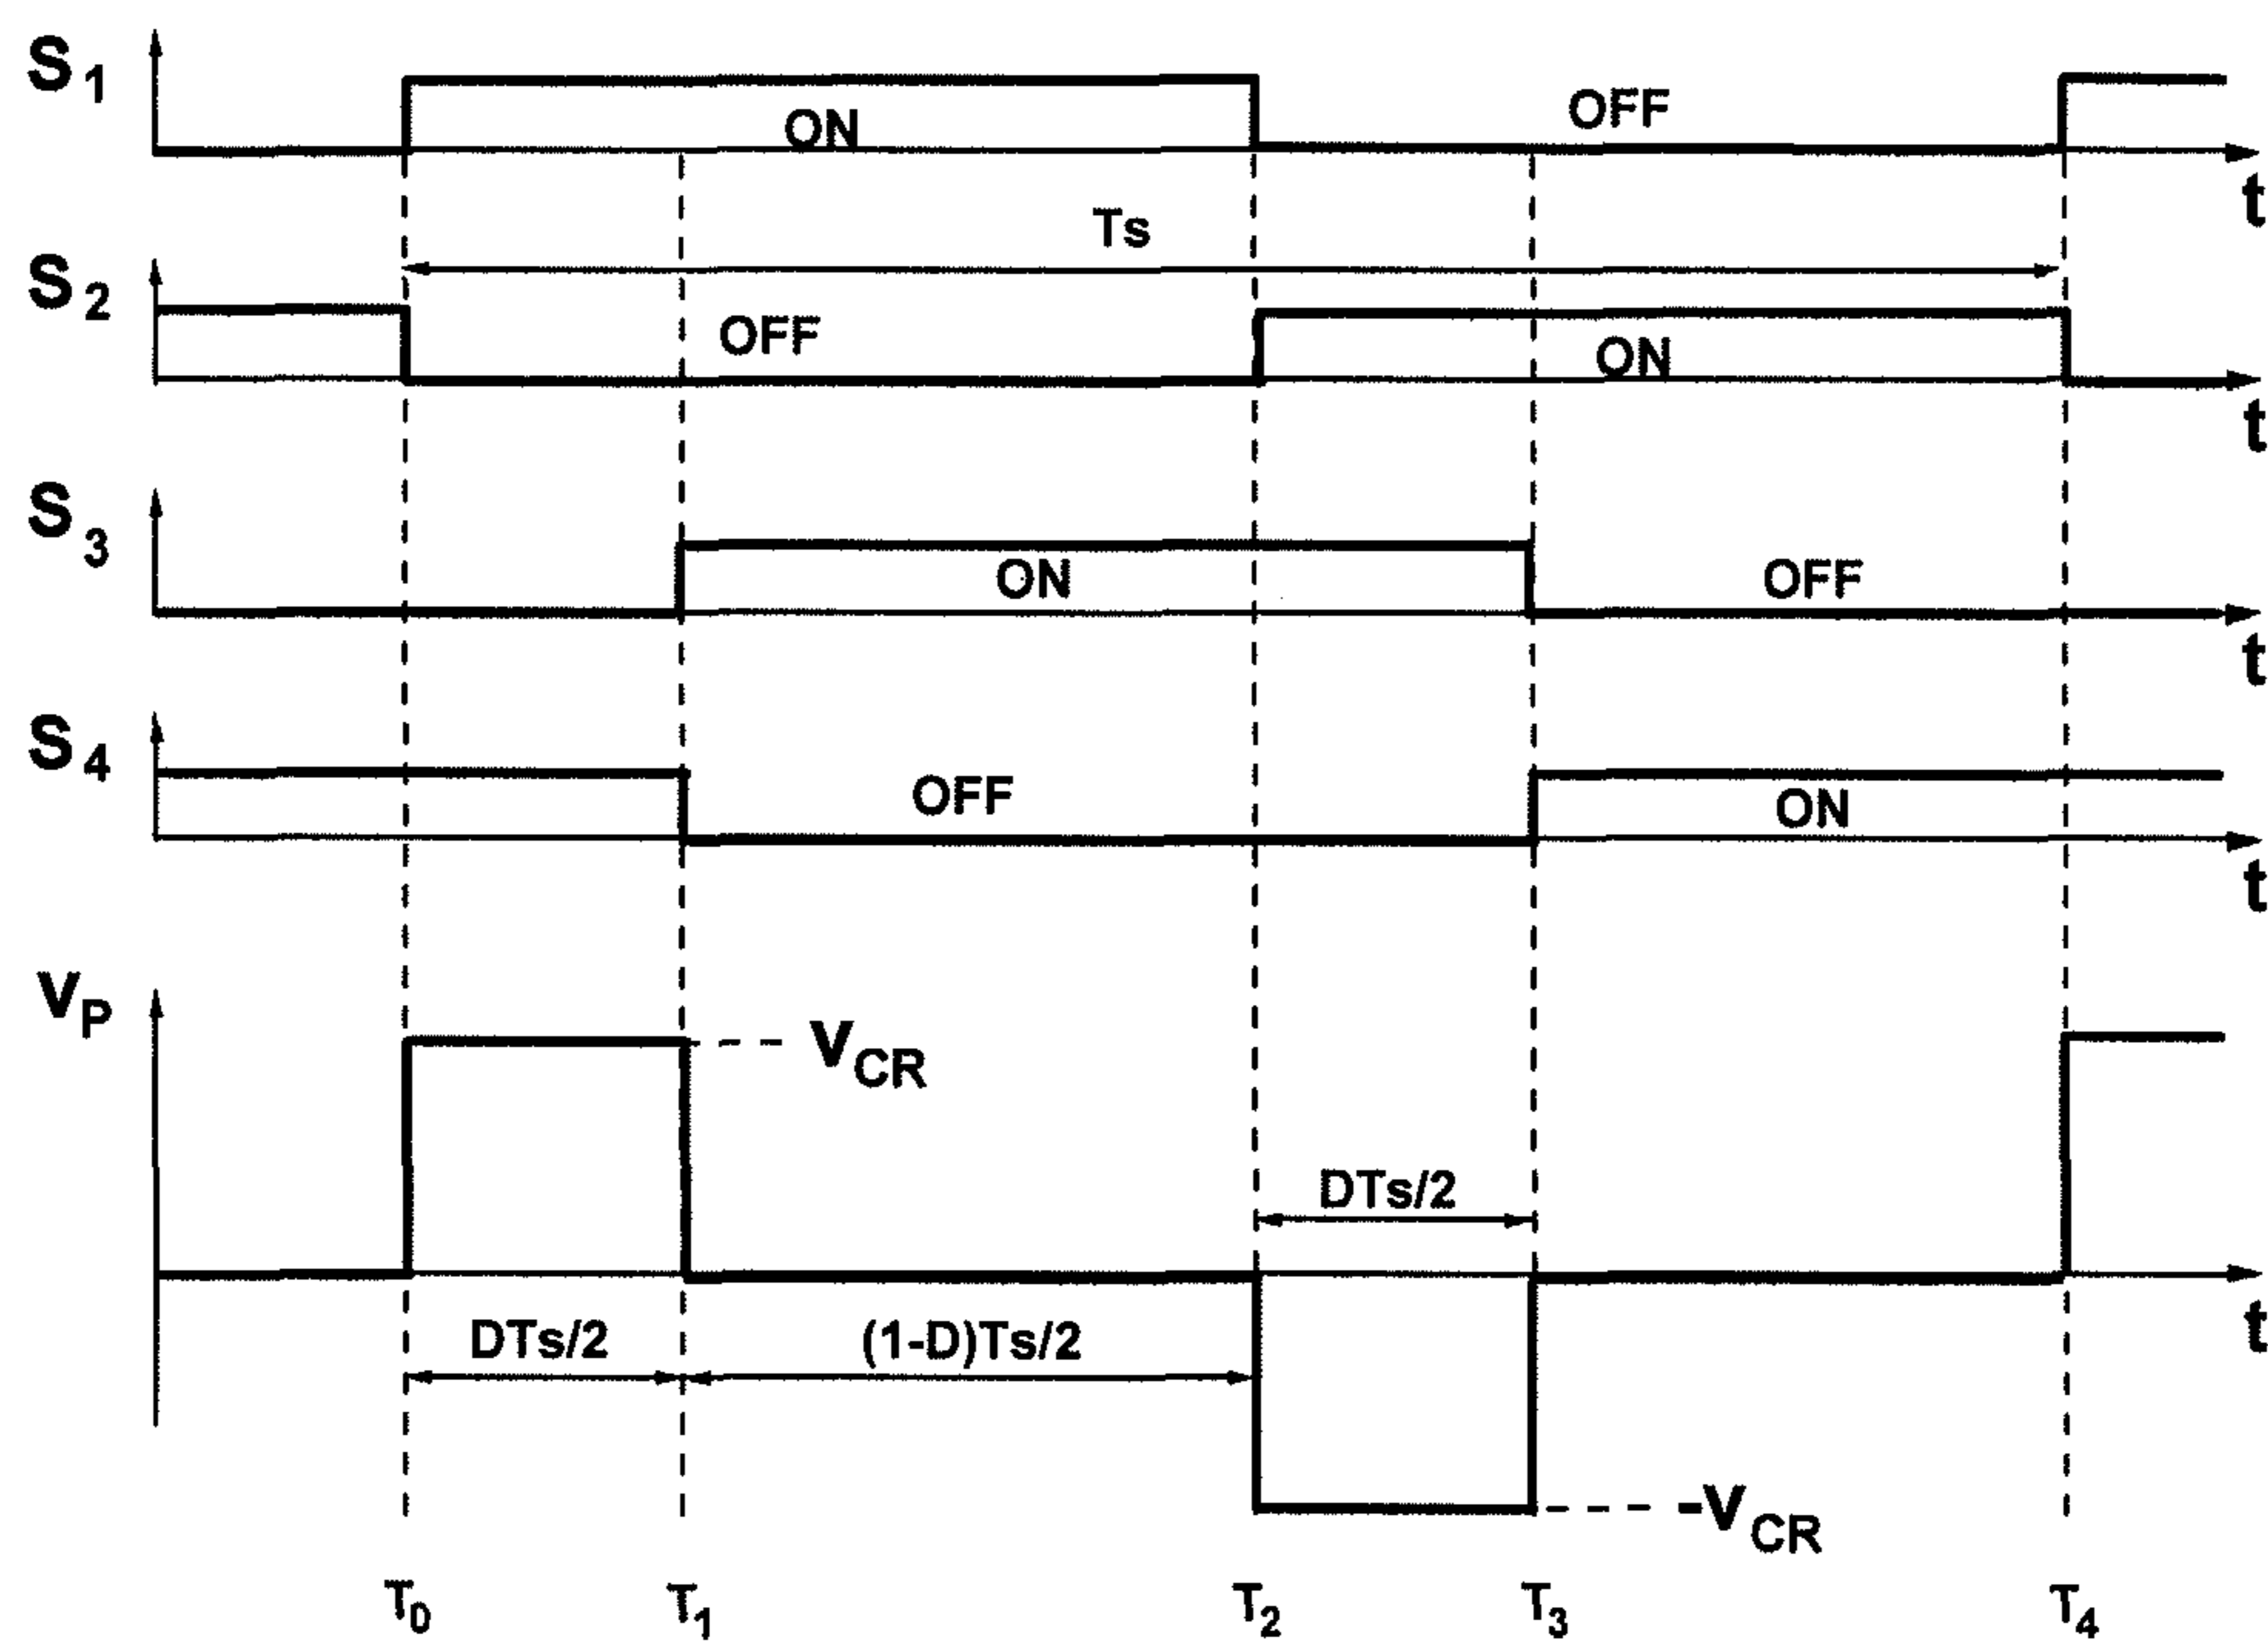 S1
ON
OFF
t
Ts
S2
OFF
ON
t
S3
ON
OFF
t
S4
OFF
ON
t
vP
VCR
DTs/2
t
DTs/2
(1-D)Ts/2
-VCR
T0
T1
T2
T3
T4